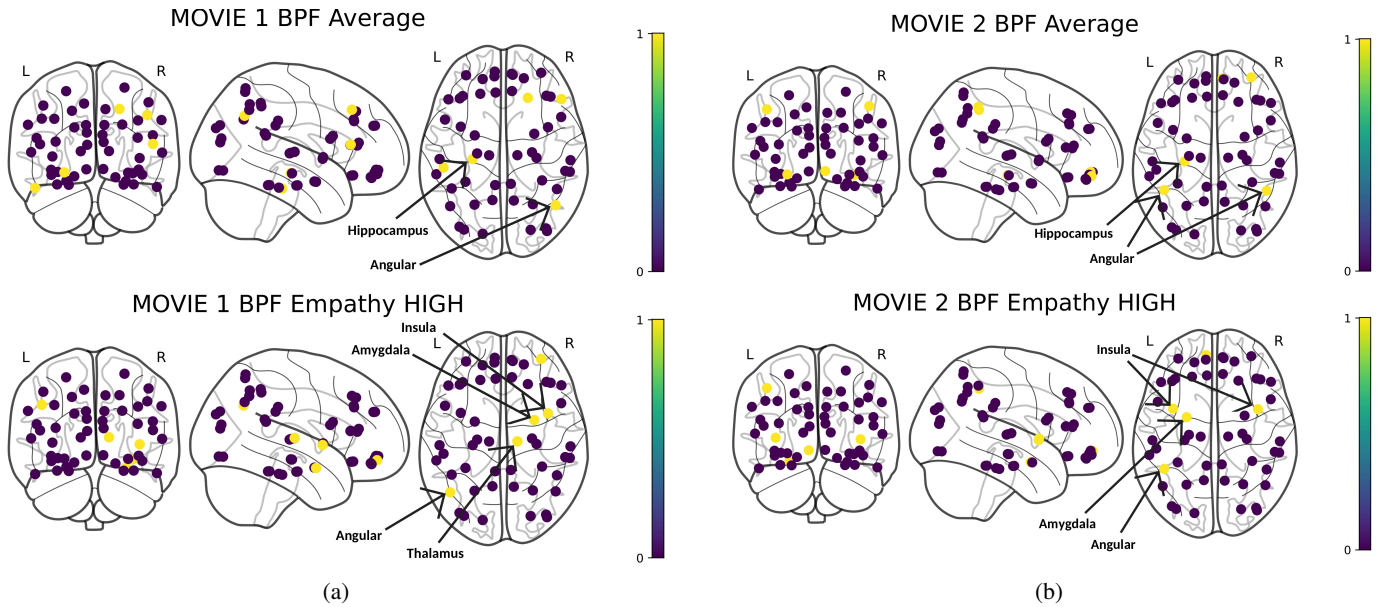 MOVIE 1 BPF Average
L
R
L
R
1
0
Hippocampus
Angular
MOVIE 2 BPF Average
L
R
L
R
1
0
Hippocampus
Angular
MOVIE 1 BPF Empathy HIGH
Insula
Amygdala
L
R
L
R
1
0
Angular
Thalamus
MOVIE 2 BPF Empathy HIGH
Insula
L
R
L
R
1
0
Amygdala
Angular
(a)
(b)